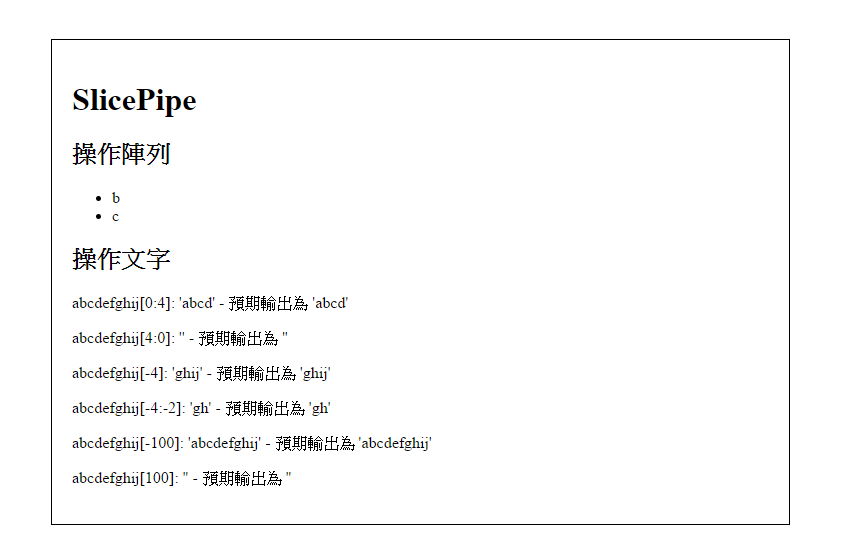 SlicePipe
操作陣列
b
c
操作文字
abcdefghij[0:4]: 'abcd' - 預期輸出為 'abcd'
abcdefghij[4:0]: '' - 預期輸出為 ''
abcdefghij[-4]: 'ghij' - 預期輸出為 'ghij'
abcdefghij[-4:-2]: 'gh' - 預期輸出為 'gh'
abcdefghij[-100]: 'abcdefghij' - 預期輸出為 'abcdefghij'
abcdefghij[100]: '' - 預期輸出為 ''